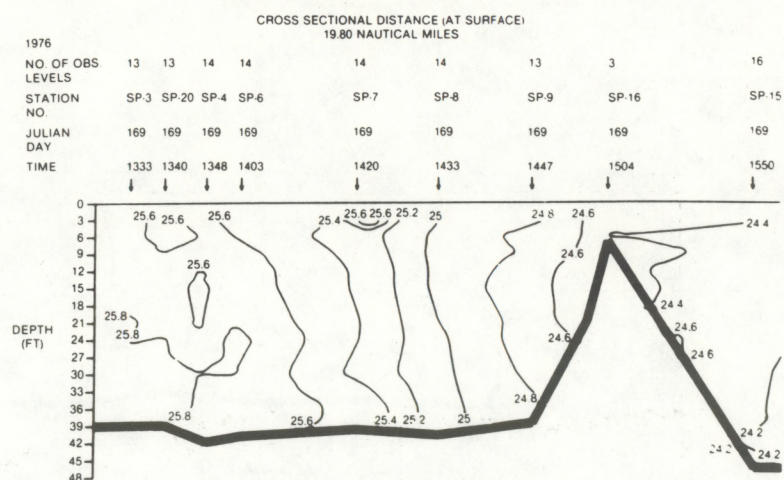 CROSS SECTIONAL DISTANCE (AT SURFACE)
19.80 NAUTICAL MILES
1976
NO. OF OBS. 13 13 14 14 14 14 13 3 16
LEVELS
STATION SP-3 SP-20 SP-4 SP-6 SP-7 SP-8 SP-9 SP-16 SP-15
NO.
JULIAN 169 169 169 169 169 169 169 169 169
DAY
TIME 1333 1340 1348 1403 1420 1433 1447 1504 1550
0
3 25.6 25.6 25.6 25.4 25.6 25.6 25.2 25 24.8 24.6 24.4
6
9 24.6
12 25.6
15
18 24.4
21 25.8
DEPTH 24 25.8 24.6 24.6
(FT) 27 24.6
30
33 24.8
36 25.8
39 25.6 25.4 25.2 25 24.2
42 24.2 24.2
45
48